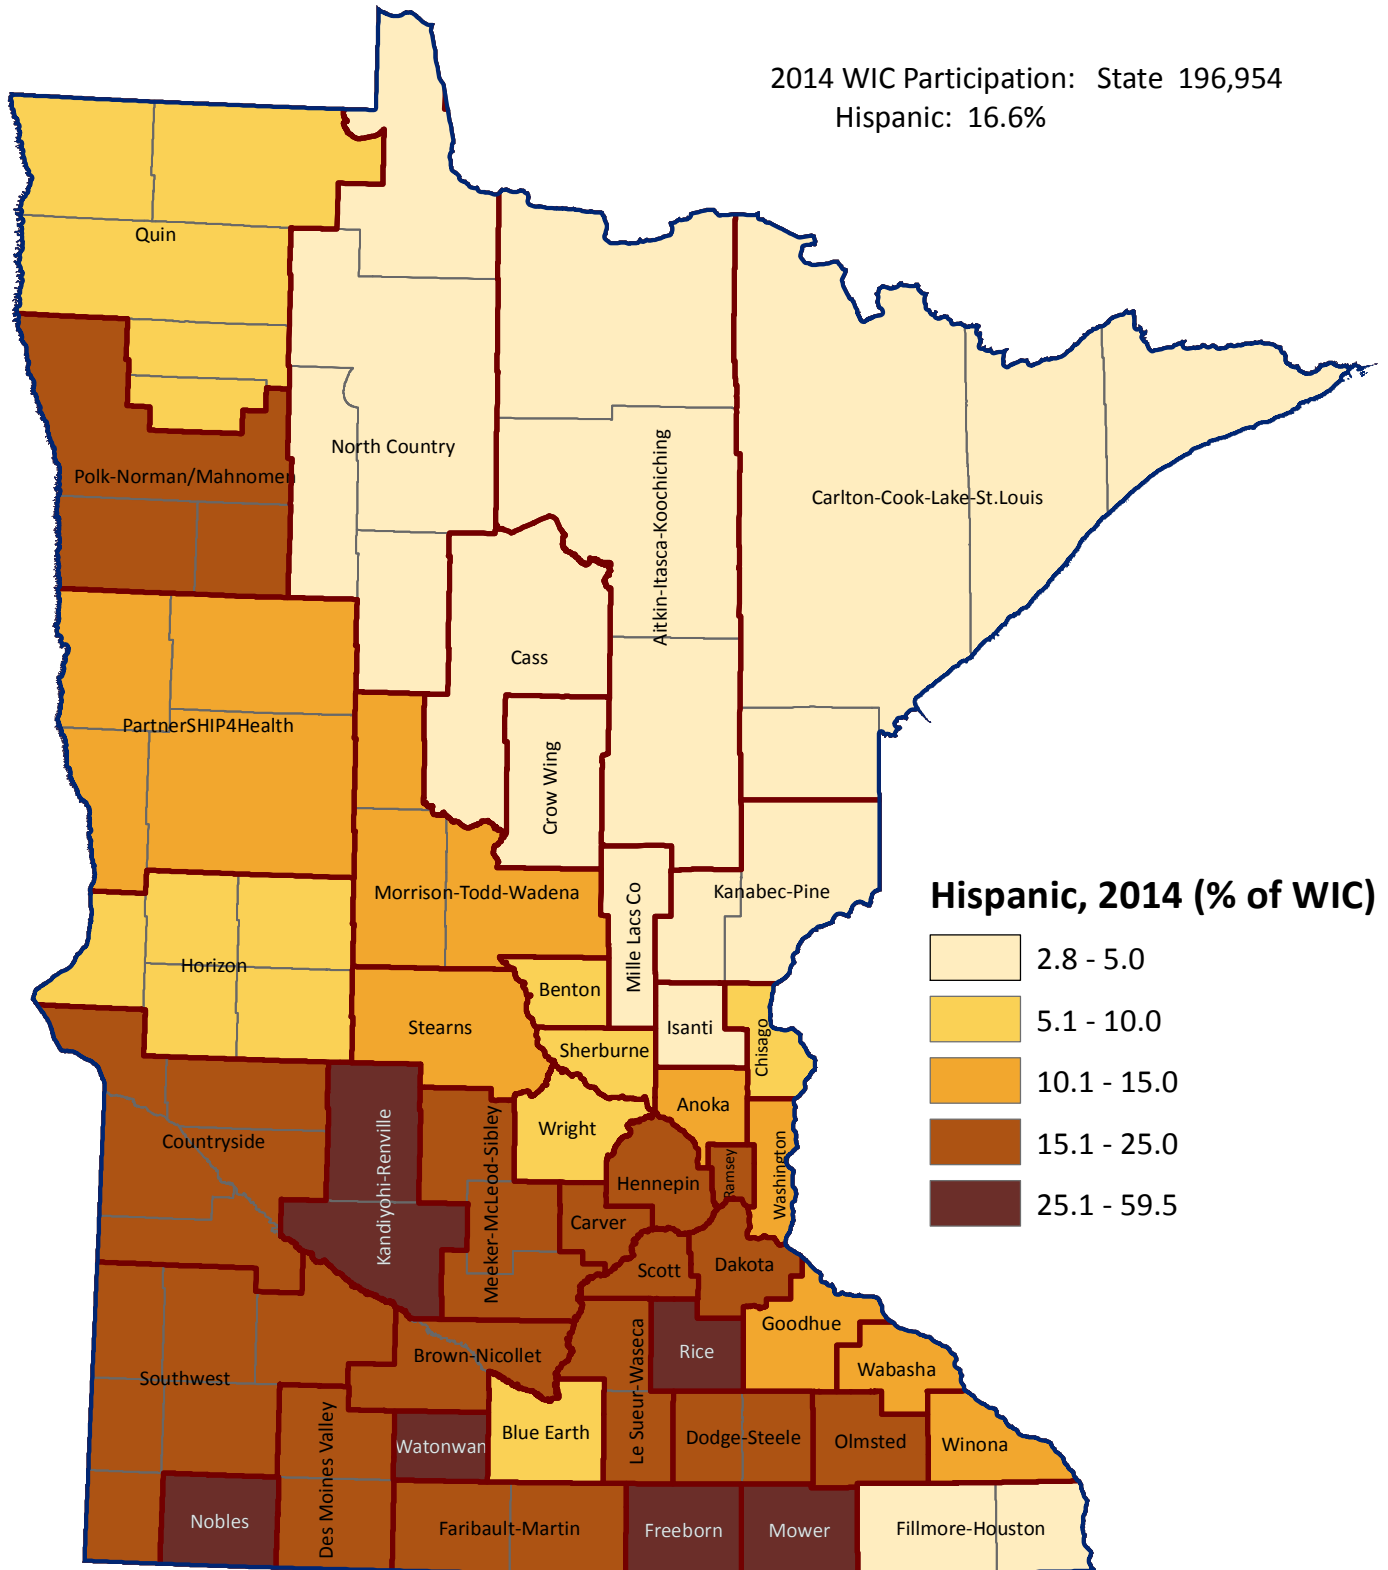 2014 WIC Participation: State 196,954
Hispanic: 16.6%
Quin
North Country
Polk-Norman/Mahnomen
Carlton-Cook-Lake-St.Louis
Aitkin-Itasca-Koochiching
Cass
PartnerSHIP4Health
Crow Wing
Morrison-Todd-Wadena
Kanabec-Pine
Mille Lacs Co
Horizon
Benton
Stearns
Isanti
Chisago
Sherburne
Anoka
Wright
Countryside
Kandiyohi-Renville
Meeker-McLeod-Sibley
Hennepin
Ramsey
Washington
Carver
Scott
Dakota
Goodhue
Rice
Brown-Nicollet
Wabasha
Southwest
Le Sueur-Waseca
Blue Earth
Watonwan
Dodge-Steele
Olmsted
Winona
Des Moines Valley
Nobles
Faribault-Martin
Freeborn
Mower
Fillmore-Houston
Hispanic, 2014 (% of WIC)
2.8 - 5.0
5.1 - 10.0
10.1 - 15.0
15.1 - 25.0
25.1 - 59.5